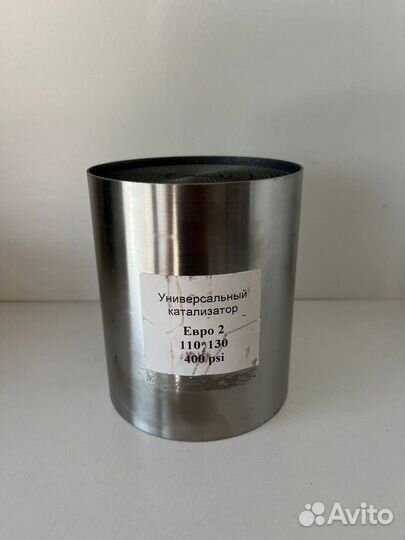 Универсальный
катализатор
Евро 2
110*130
400 psi
Avito